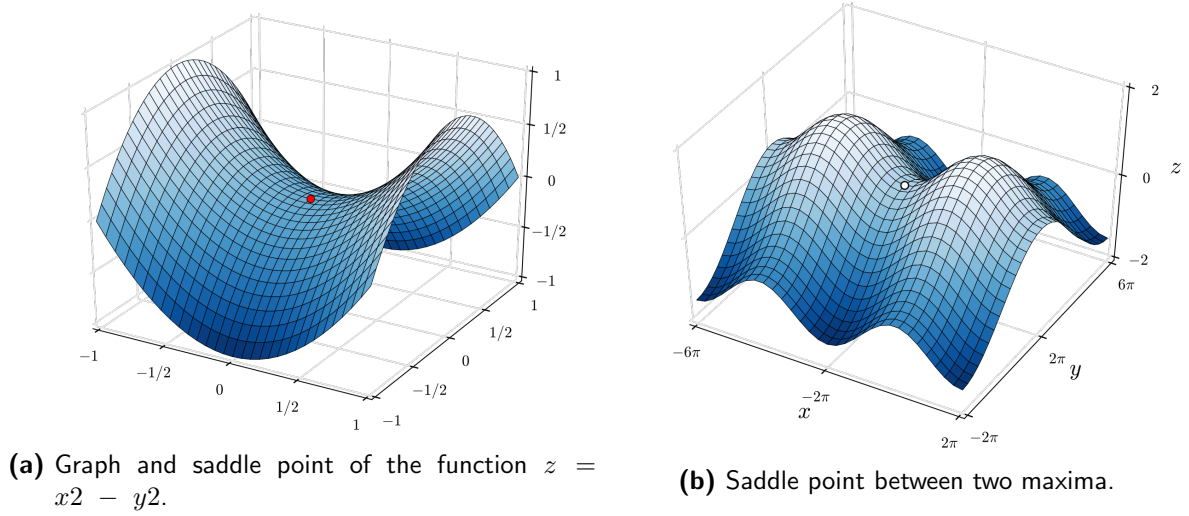 1
1/2
0
−1/2
−1
−1
−1/2
0
1/2
1
−1
−1/2
0
1/2
1
(a) Graph and saddle point of the function z =
x2 − y2.
2
0
−2
z
−6π
−2π
2π
x
−2π
2π
6π
y
(b) Saddle point between two maxima.